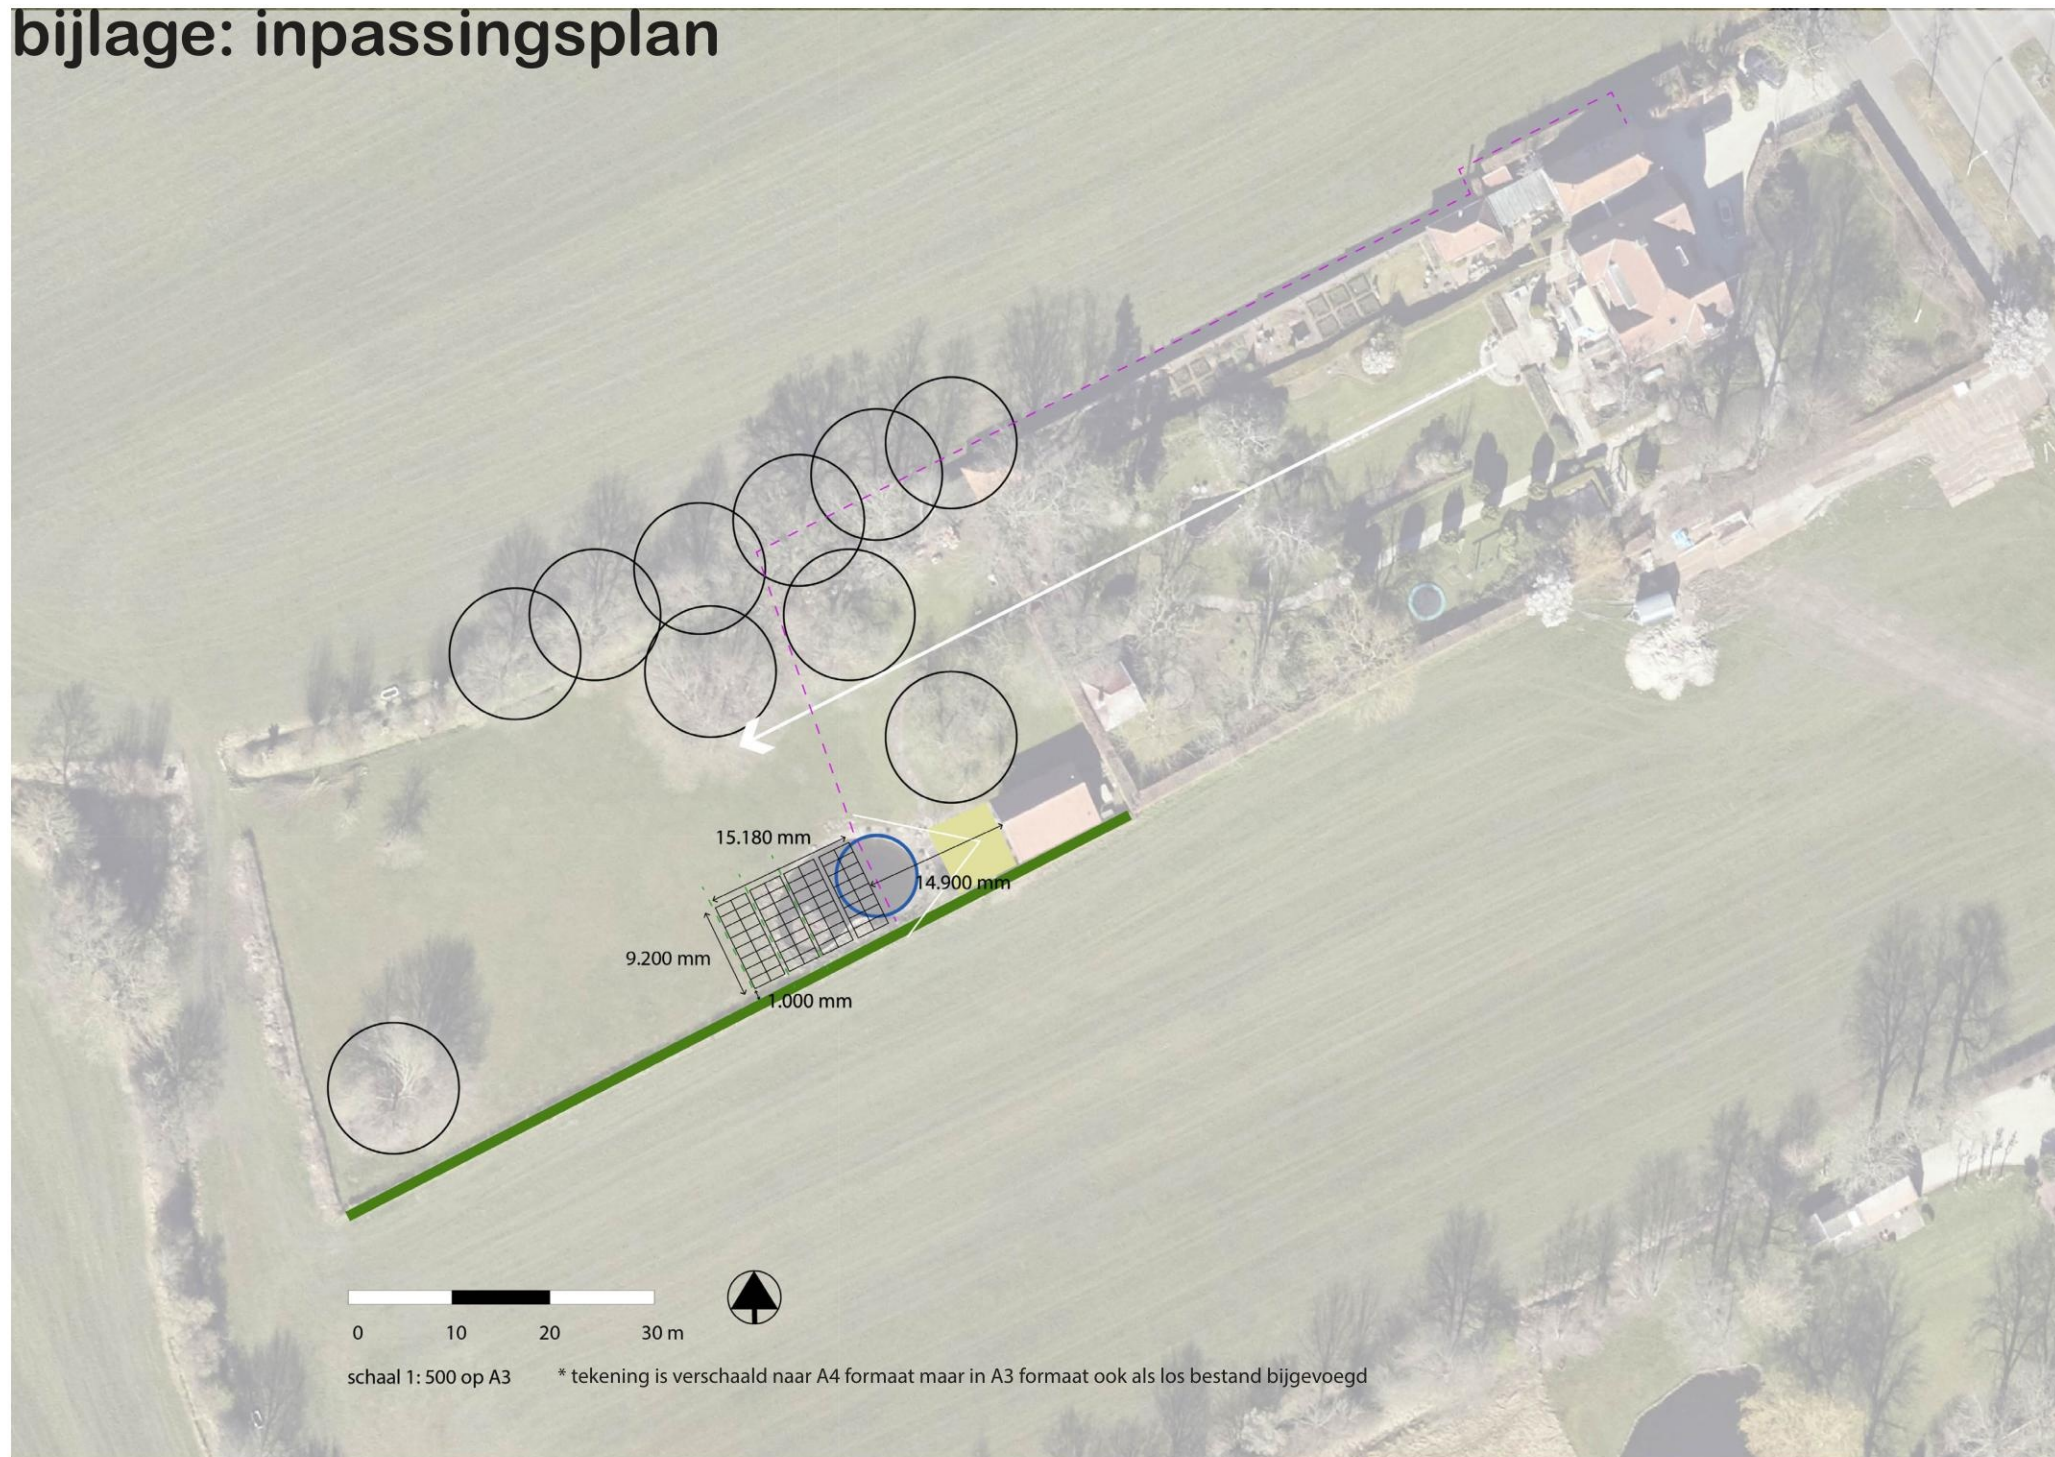 bijlage: inpassingsplan
15.180 mm
14.900 mm
9.200 mm
1.000 mm
0 10 20 30 m
schaal 1: 500 op A3 * tekening is verschaald naar A4 formaat maar in A3 formaat ook als los bestand bijgevoegd